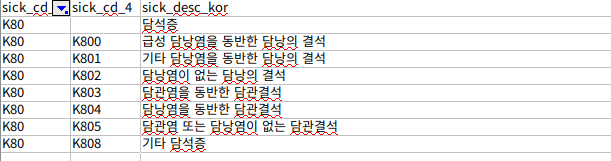 sick_cd_ sick_cd_4 sick_desc_kor
K80 담석증
K80 K800 급성 담낭염을 동반한 담낭의 결석
K80 K801 기타 담낭염을 동반한 담낭의 결석
K80 K802 담낭염이 없는 담낭의 결석
K80 K803 담관염을 동반한 담관결석
K80 K804 담낭염을 동반한 담관결석
K80 K805 담관염 또는 담낭염이 없는 담관결석
K80 K808 기타 담석증